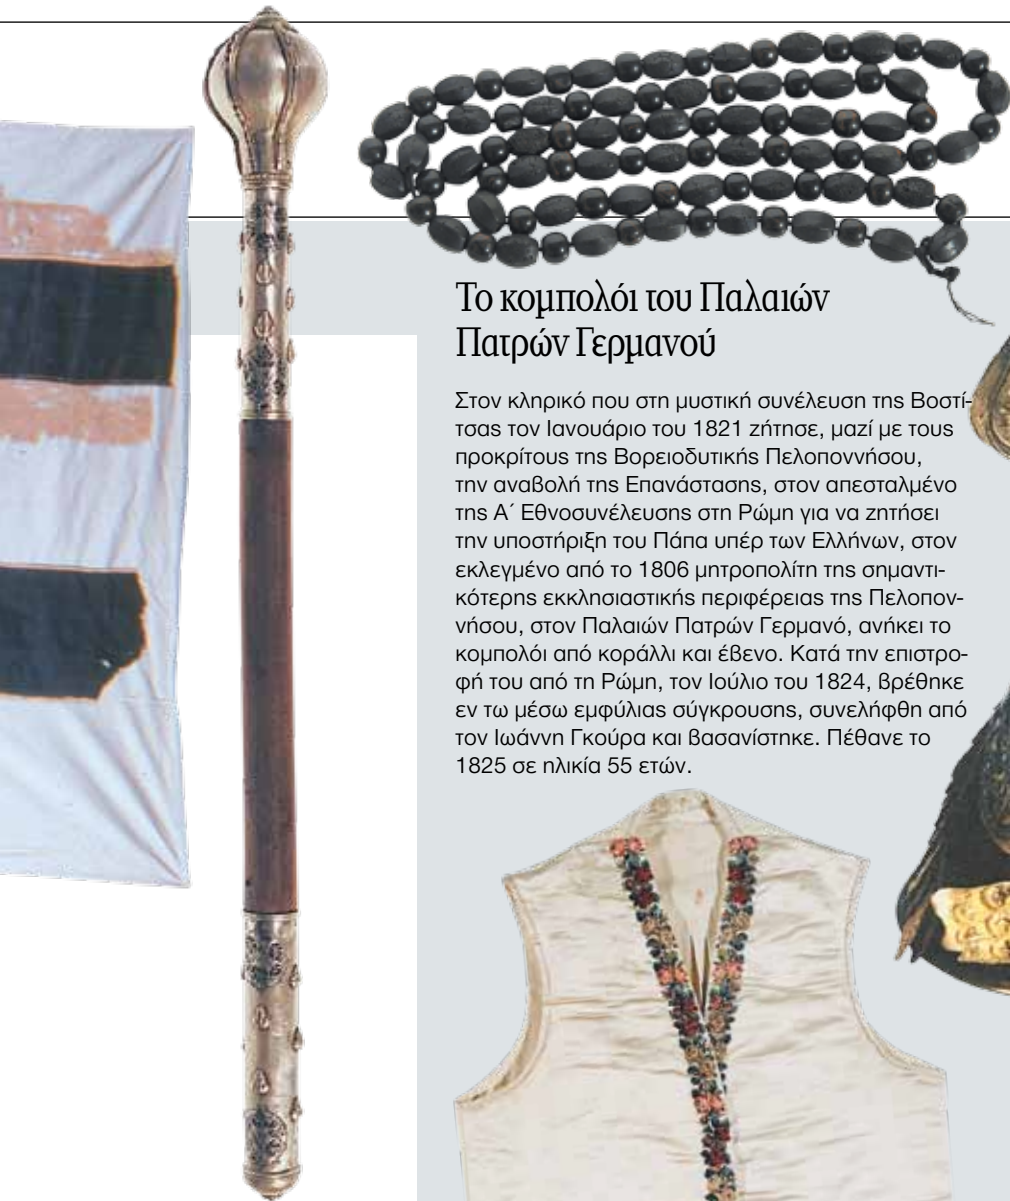 Το κομπολόι του Παλαιών
Πατρών Γερμανού
Στον κληρικό που στη μυστική συνέλευση της Βοστί-
τσας τον Ιανουάριο του 1821 ζήτησε, μαζί με τους
προκρίτους της Βορειοδυτικής Πελοποννήσου,
την αναβολή της Επανάστασης, στον απεσταλμένο
της Α΄ Εθνοσυνέλευσης στη Ρώμη για να ζητήσει
την υποστήριξη του Πάπα υπέρ των Ελλήνων, στον
εκλεγμένο από το 1806 μητροπολίτη της σημαντι-
κότερης εκκλησιαστικής περιφέρειας της Πελοπον-
νήσου, στον Παλαιών Πατρών Γερμανό, ανήκει το
κομπολόι από κοράλλι και έβενο. Κατά την επιστρο-
φή του από τη Ρώμη, τον Ιούλιο του 1824, βρέθηκε
εν τω μέσω εμφύλιας σύγκρουσης, συνελήφθη από
τον Ιωάννη Γκούρα και βασανίστηκε. Πέθανε το
1825 σε ηλικία 55 ετών.